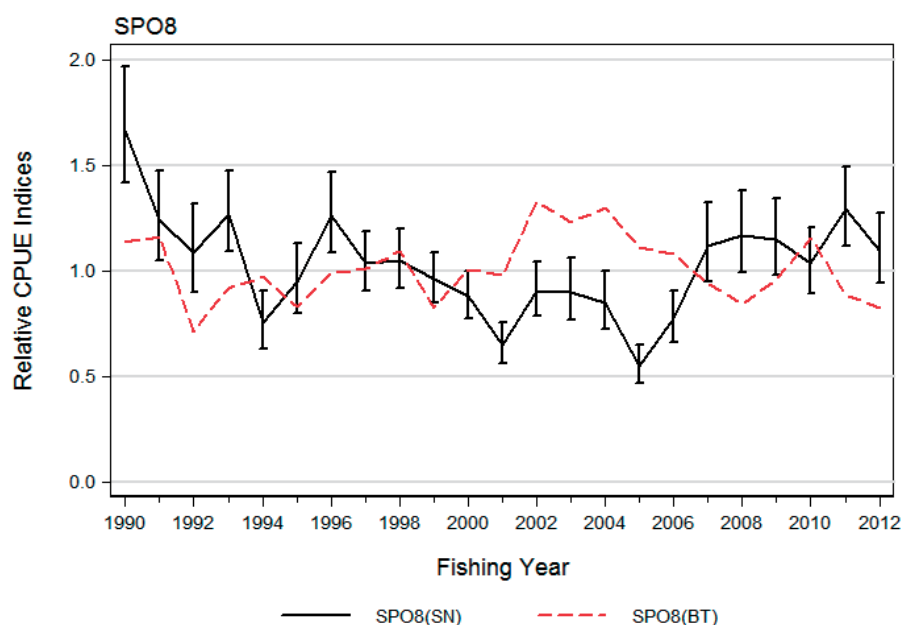 SPO8
Relative CPUE Indices
2.0
1.5
1.0
0.5
0.0
1990 1992 1994 1996 1998 2000 2002 2004 2006 2008 2010 2012
Fishing Year
SPO8(SN) SPO8(BT)